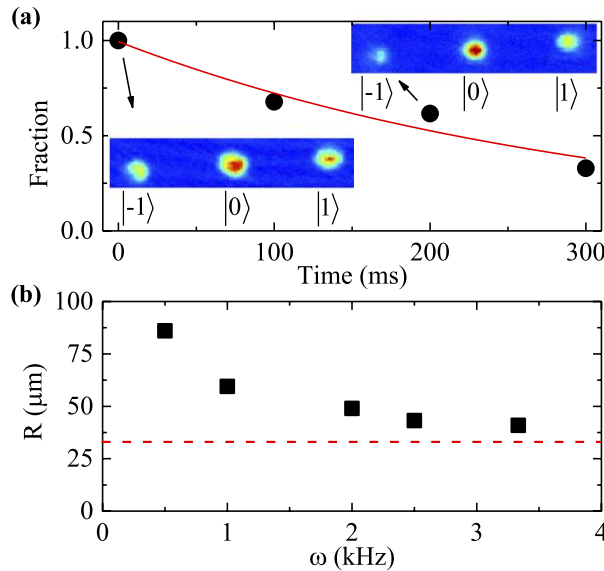 (a)
1.0
0.5
0.0
Fraction
|-1⟩ |0⟩ |1⟩
|-1⟩ |0⟩ |1⟩
0 100 200 300
Time (ms)
(b)
100
75
50
25
0
R (μm)
0 1 2 3 4
ω (kHz)